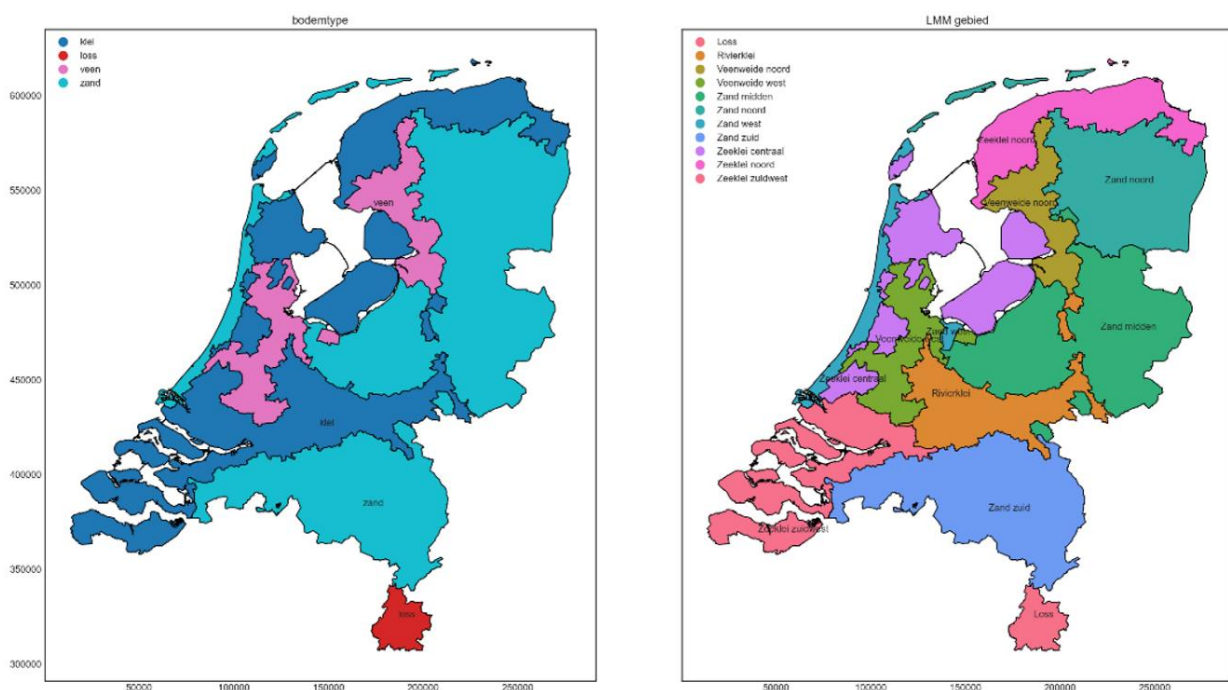 bodemtype
klei
loss
veen
zand
600000
550000
500000
450000
400000
350000
300000
50000
100000
150000
200000
250000
veen
klei
zand
loss
LMM gebied
Loss
Rivierklei
Veenweide noord
Veenweide west
Zand midden
Zand noord
Zand west
Zand zuid
Zeeklei centraal
Zeeklei noord
Zeeklei zuidwest
Zeeklei noord
Zand noord
Veenweide noord
Zand midden
Zeeklei centraal
Rivierklei
Zand zuid
Zeeklei zuidwest
Loss
50000
100000
150000
200000
250000